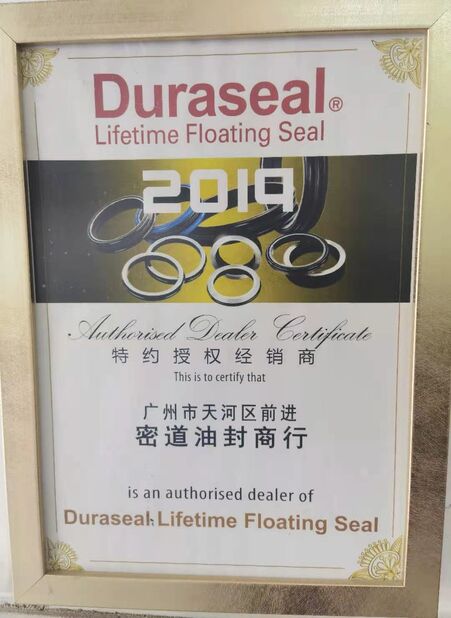 Duraseal®
Lifetime Floating Seal
2019
Authorised Dealer Certificate
特约授权经销商
This is to certify that
广州市天河区前进
密道油封商行
is an authorised dealer of
Duraseal Lifetime Floating Seal